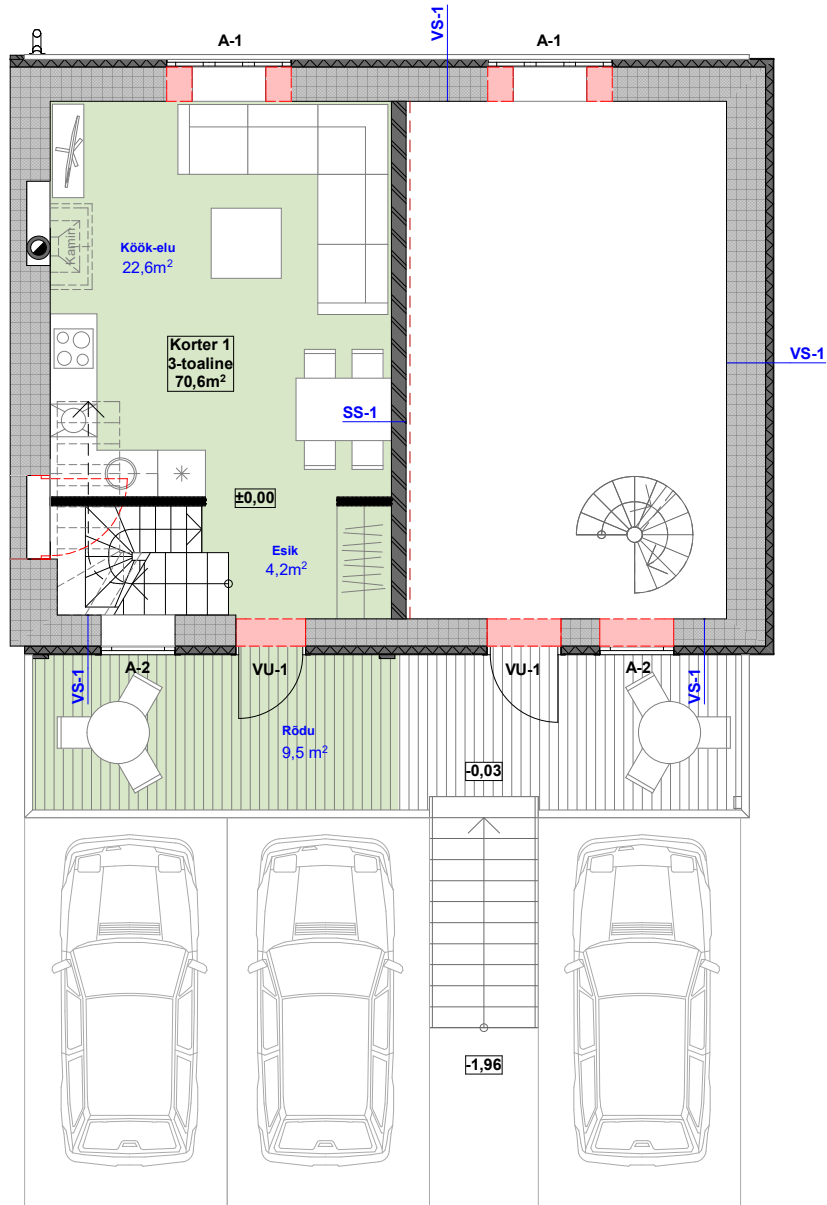 VS-1
A-1
A-1
Kamin
Köök-elu
22,6m²
Korter 1
3-toaline
70,6m²
VS-1
SS-1
±0,00
Esik
4,2m²
A-2
VU-1
VU-1
A-2
VS-1
VS-1
Rõdu
9,5 m²
-0,03
-1,96